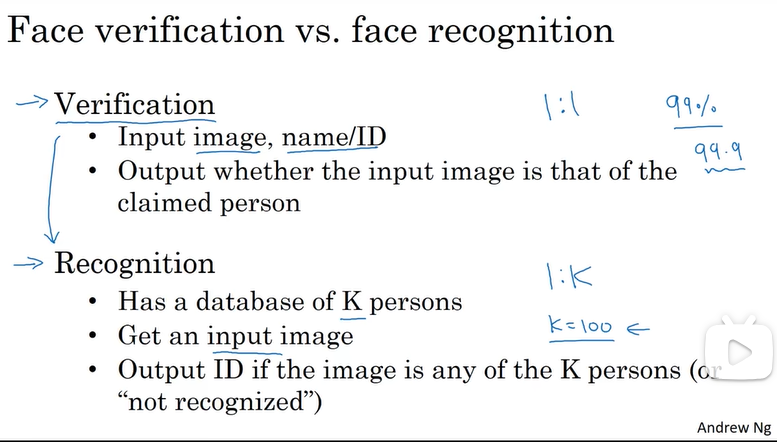 Face verification vs. face recognition
→ Verification
1:1
99%
• Input image, name/ID
99.9
• Output whether the input image is that of the
claimed person
→ Recognition
1:K
• Has a database of K persons
• Get an input image
K=100 ←
• Output ID if the image is any of the K persons (or
“not recognized”)
Andrew Ng